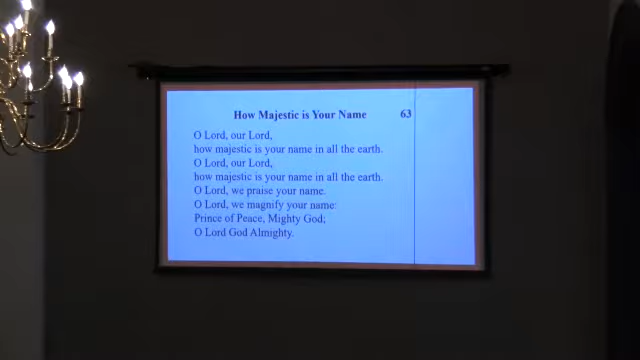 How Majestic is Your Name 63
O Lord, our Lord,
how majestic is your name in all the earth.
O Lord, our Lord,
how majestic is your name in all the earth.
O Lord, we praise your name.
O Lord, we magnify your name:
Prince of Peace, Mighty God;
O Lord God Almighty.